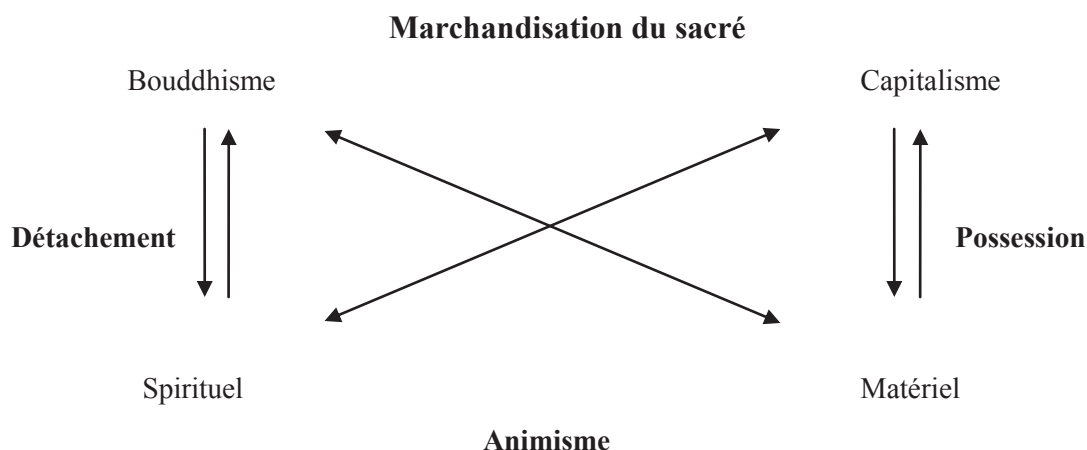 Marchandisation du sacré
Bouddhisme
Capitalisme
Détachement
Possession
Spirituel
Matériel
Animisme